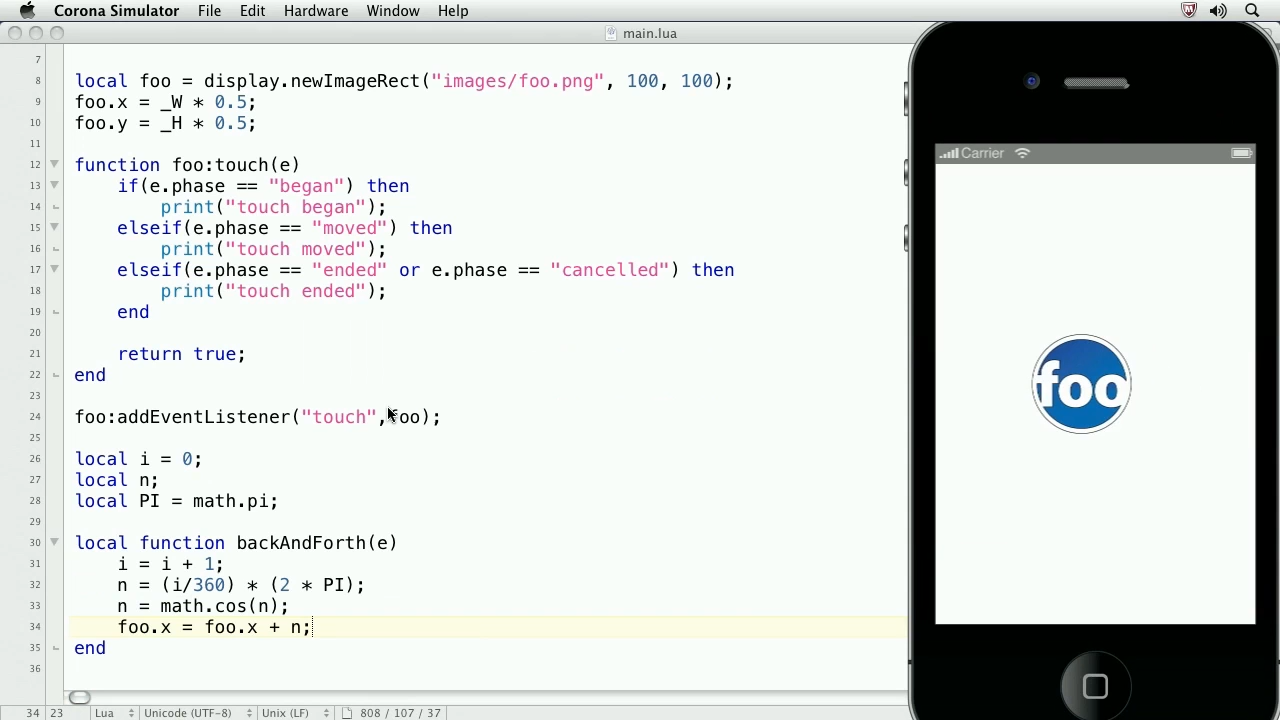 Corona Simulator File Edit Hardware Window Help
main.lua
7
8 local foo = display.newImageRect("images/foo.png", 100, 100);
9 foo.x = _W * 0.5;
10 foo.y = _H * 0.5;
11
12 function foo:touch(e)
13 if(e.phase == "began") then
14 print("touch began");
15 elseif(e.phase == "moved") then
16 print("touch moved");
17 elseif(e.phase == "ended" or e.phase == "cancelled") then
18 print("touch ended");
19 end
20
21 return true;
22 end
23
24 foo:addEventListener("touch",foo);
25
26 local i = 0;
27 local n;
28 local PI = math.pi;
29
30 local function backAndForth(e)
31 i = i + 1;
32 n = (i/360) * (2 * PI);
33 n = math.cos(n);
34 foo.x = foo.x + n;
35 end
36
34 23 Lua Unicode (UTF-8) Unix (LF) 808 / 107 / 37
Carrier
foo